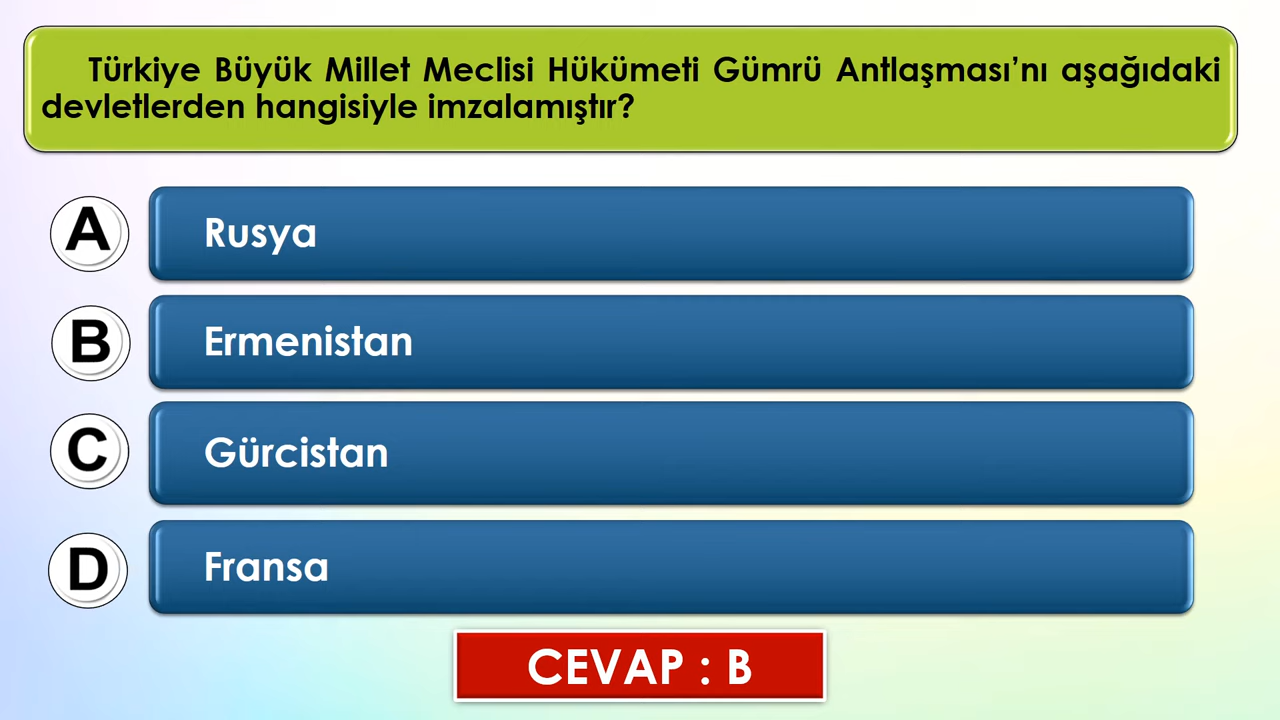 Türkiye Büyük Millet Meclisi Hükümeti Gümrü Antlaşması’nı aşağıdaki
devletlerden hangisiyle imzalamıştır?
A Rusya
B Ermenistan
C Gürcistan
D Fransa
CEVAP : B